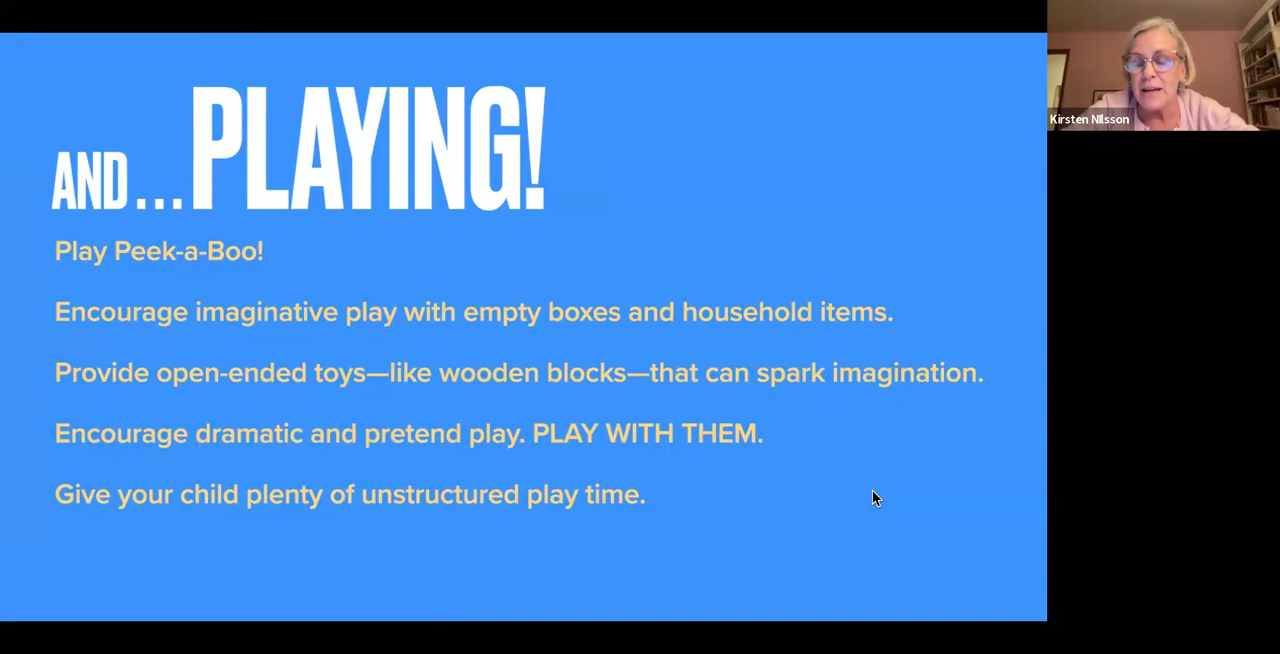 AND...PLAYING!
Play Peek-a-Boo!
Encourage imaginative play with empty boxes and household items.
Provide open-ended toys—like wooden blocks—that can spark imagination.
Encourage dramatic and pretend play. PLAY WITH THEM.
Give your child plenty of unstructured play time.
Kirsten NIlsson